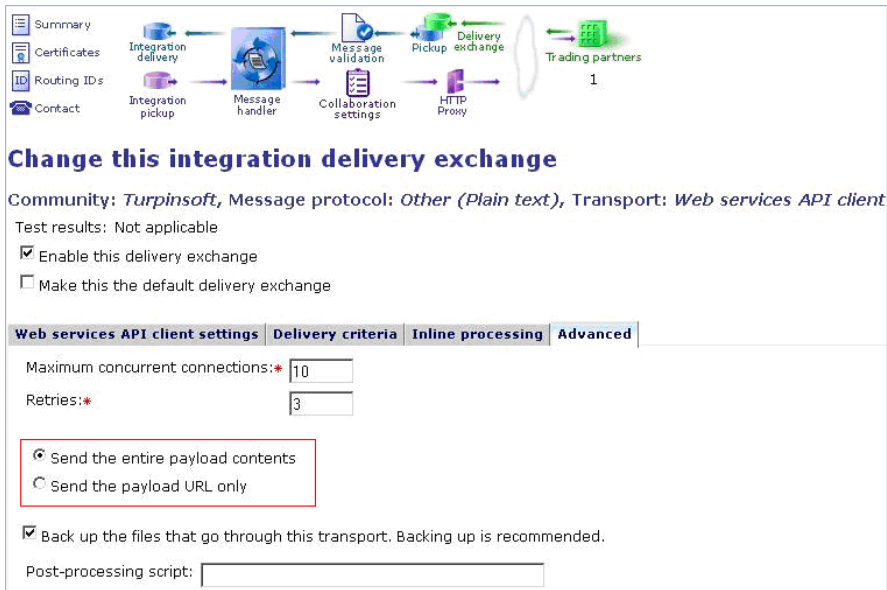 Summary
Certificates
ID Routing IDs
Contact
Integration
delivery
Message
validation
Pickup
Delivery
exchange
Trading partners
1
Integration
pickup
Message
handler
Collaboration
settings
HTTP
Proxy
Change this integration delivery exchange
Community: Turpinsoft, Message protocol: Other (Plain text), Transport: Web services API client
Test results: Not applicable
Enable this delivery exchange
Make this the default delivery exchange
Web services API client settings Delivery criteria Inline processing Advanced
Maximum concurrent connections:* 10
Retries:* 3
Send the entire payload contents
Send the payload URL only
Back up the files that go through this transport. Backing up is recommended.
Post-processing script: